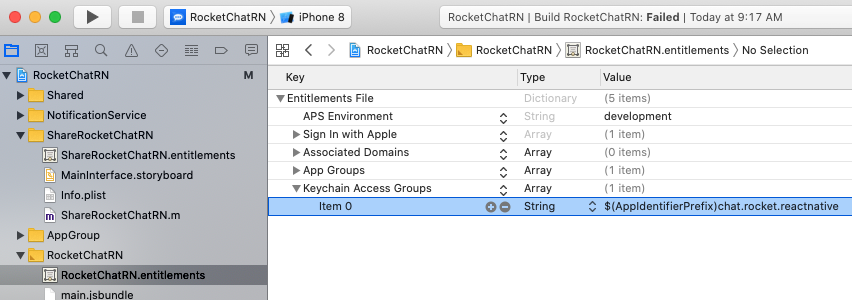 RocketChatRN iPhone 8 RocketChatRN | Build RocketChatRN: Failed | Today at 9:17 AM
RocketChatRN RocketChatRN RocketChatRN.entitlements No Selection
RocketChatRN M
Shared
NotificationService
ShareRocketChatRN
ShareRocketChatRN.entitlements
MainInterface.storyboard
Info.plist
ShareRocketChatRN.m
AppGroup
RocketChatRN
RocketChatRN.entitlements
main.jsbundle
Key Type Value
Entitlements File Dictionary (5 items)
APS Environment String development
Sign In with Apple Array (1 item)
Associated Domains Array (0 items)
App Groups Array (1 item)
Keychain Access Groups Array (1 item)
Item 0 String $(AppIdentifierPrefix)chat.rocket.reactnative